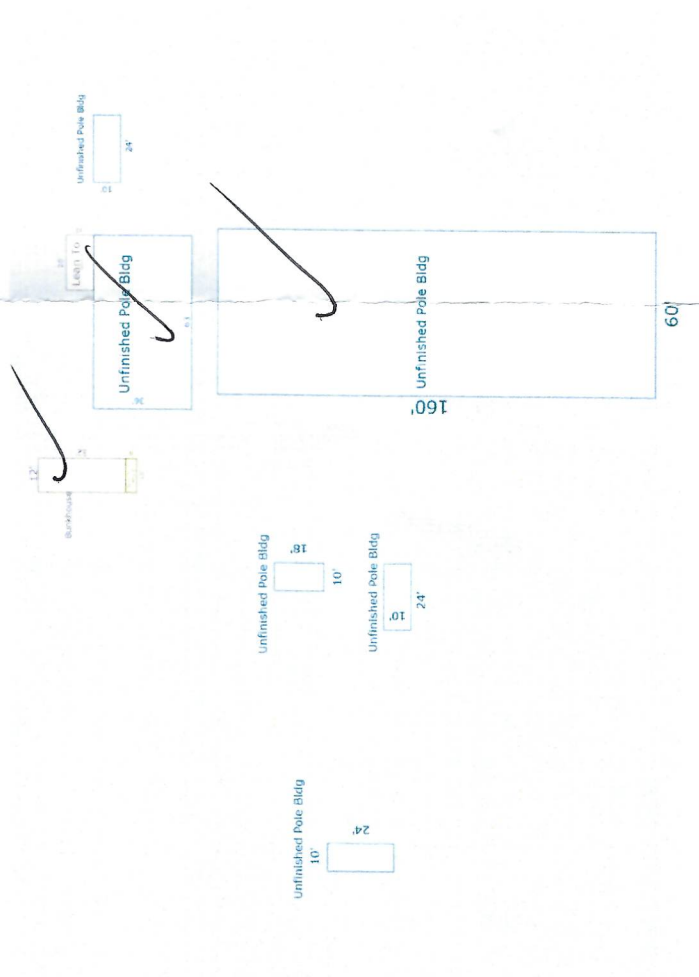 Unfinished Pole Bldg
24'
10'
Lean To
Unfinished Pole Bldg
Unfinished Pole Bldg
160'
60'
12'
Bunkhouse
Unfinished Pole Bldg
18'
10'
Unfinished Pole Bldg
10'
24'
Unfinished Pole Bldg
10'
24'